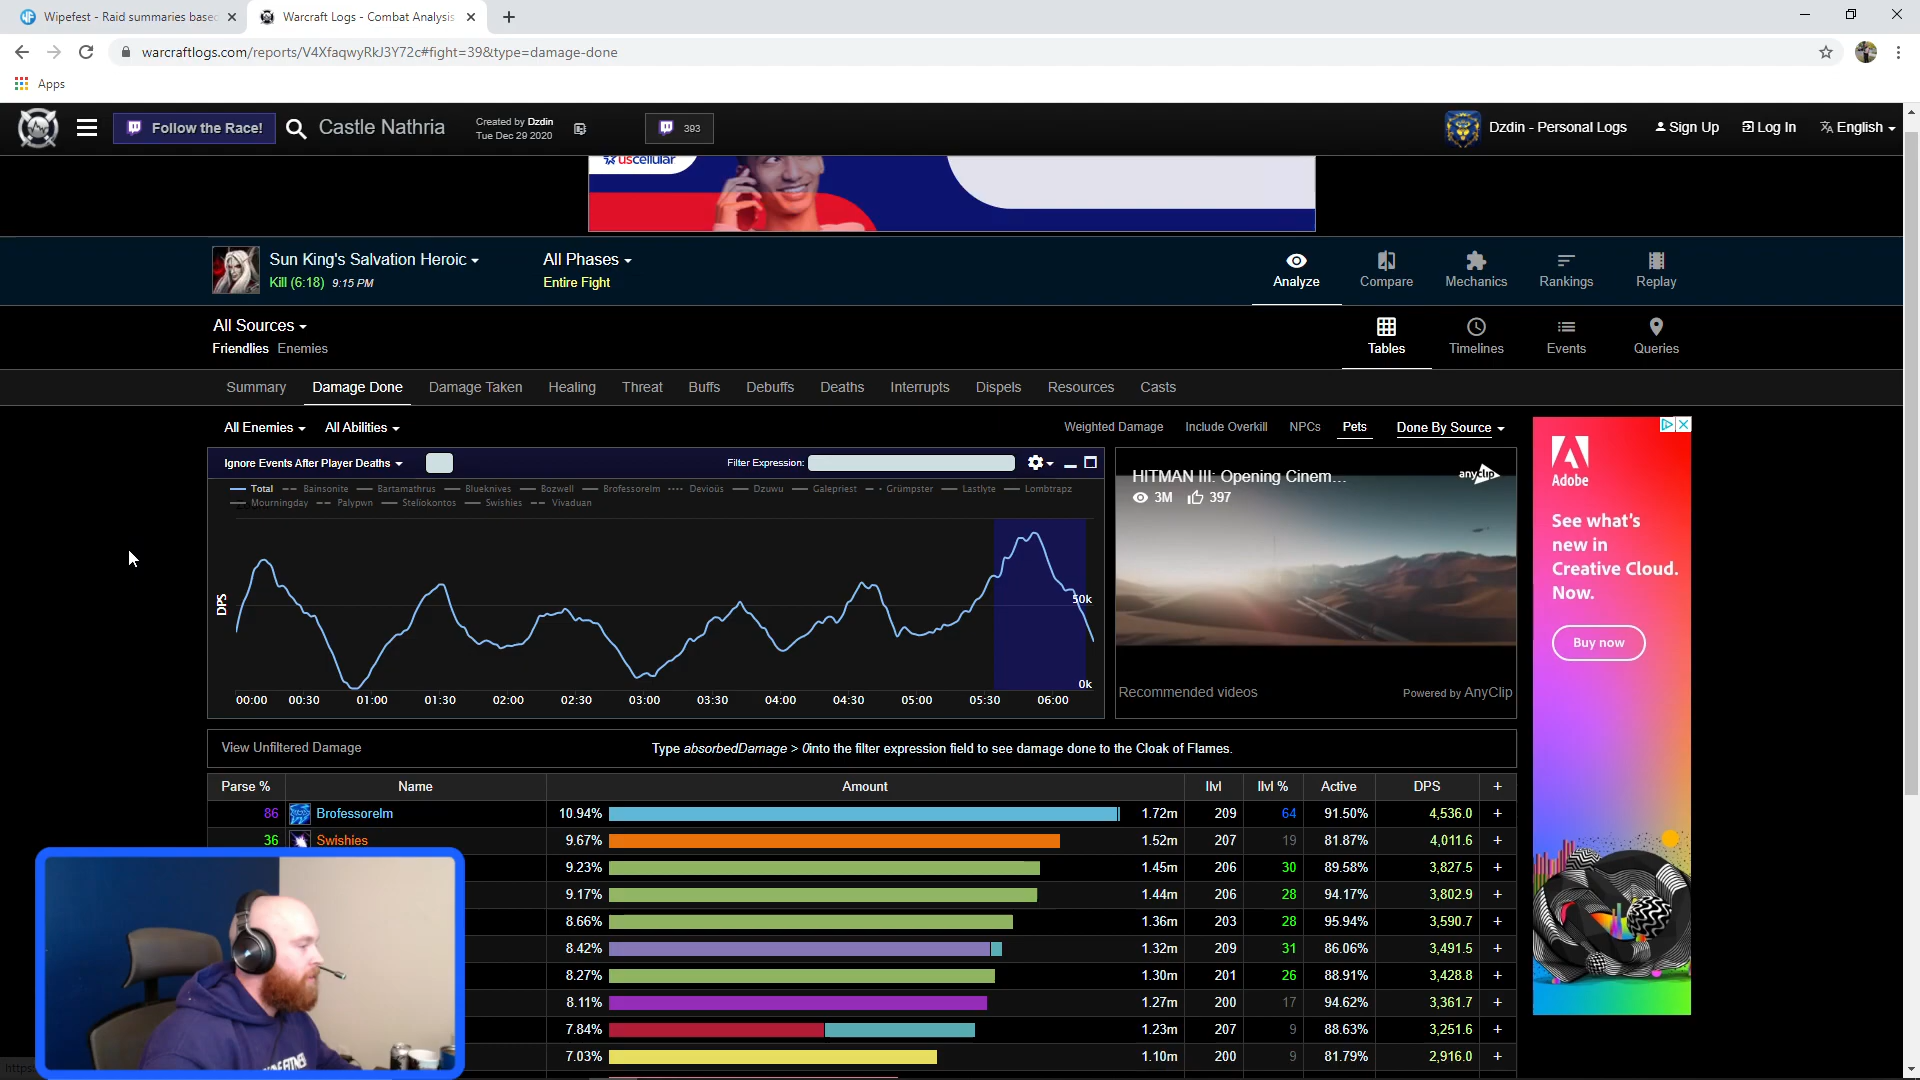 Wipefest - Raid summaries base
Warcraft Logs - Combat Analysis
warcraftlogs.com/reports/V4XfaqwyRkJ3Y72c#fight=39&type=damage-done
Apps
Follow the Race!
Castle Nathria
Created by Dzdin
Tue Dec 29 2020
393
Dzdin - Personal Logs
Sign Up
Log In
English
uscellular
Sun King's Salvation Heroic
Kill (6:18) 9:15 PM
All Phases
Entire Fight
Analyze
Compare
Mechanics
Rankings
Replay
All Sources
Friendlies Enemies
Tables
Timelines
Events
Queries
Summary Damage Done Damage Taken Healing Threat Buffs Debuffs Deaths Interrupts Dispels Resources Casts
All Enemies All Abilities
Weighted Damage Include Overkill NPCs Pets Done By Source
Ignore Events After Player Deaths
Filter Expression:
Total Bainsonite Bartamathrus Blueknives Bozwell Brofessorelm Devioüs Dzuwu Galepriest Grümpster Lastlyte Lombtrapz
Mourningday Palypwn Steliokontos Swishies Vivaduan
DPS
50k
0k
00:00 00:30 01:00 01:30 02:00 02:30 03:00 03:30 04:00 04:30 05:00 05:30 06:00
HITMAN III: Opening Cinem...
anyclip
3M 397
Recommended videos
Powered by AnyClip
Adobe
See what's
new in
Creative Cloud.
Now.
Buy now
View Unfiltered Damage
Type absorbedDamage > 0into the filter expression field to see damage done to the Cloak of Flames.
Parse % Name Amount Ilvl Ilvl % Active DPS +
86 Brofessorelm 10.94% 1.72m 209 64 91.50% 4,536.0 +
36 Swishies 9.67% 1.52m 207 19 81.87% 4,011.6 +
9.23% 1.45m 206 30 89.58% 3,827.5 +
9.17% 1.44m 206 28 94.17% 3,802.9 +
8.66% 1.36m 203 28 95.94% 3,590.7 +
8.42% 1.32m 209 31 86.06% 3,491.5 +
8.27% 1.30m 201 26 88.91% 3,428.8 +
8.11% 1.27m 200 17 94.62% 3,361.7 +
7.84% 1.23m 207 9 88.63% 3,251.6 +
7.03% 1.10m 200 9 81.79% 2,916.0 +